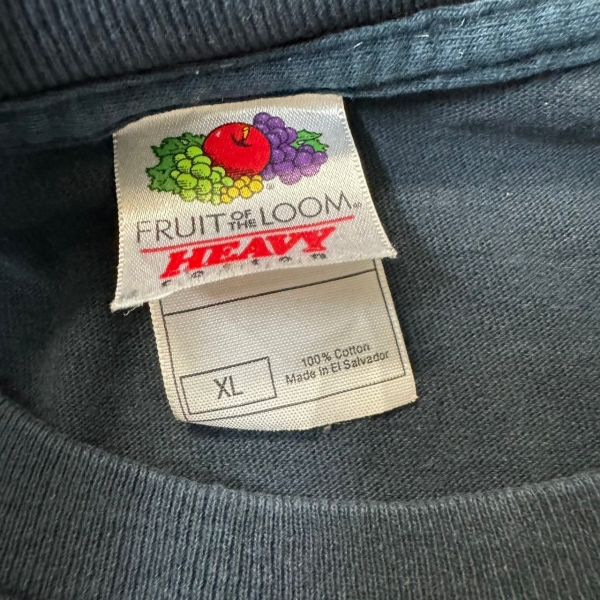 ®
FRUIT OF THE LOOM®
HEAVY
XL
100% Cotton
Made in El Salvador